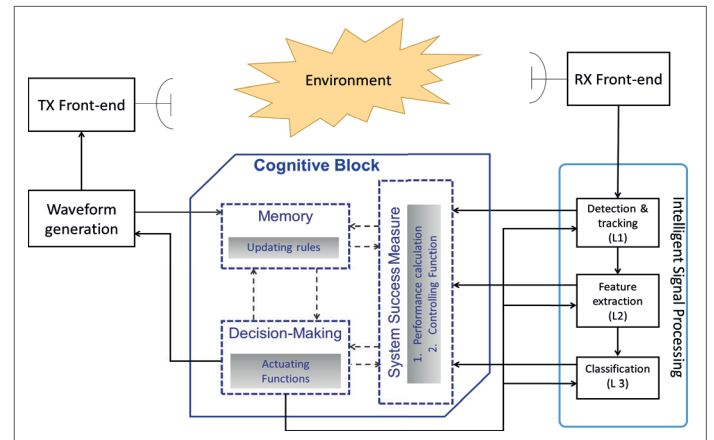 Environment
TX Front-end
RX Front-end
Cognitive Block
Waveform
generation
Memory
Updating rules
Decision-Making
Actuating
Functions
System Success Measure
1. Performance calculation
2. Controlling Function
Detection &
tracking
(L1)
Feature
extraction
(L2)
Classification
(L 3)
Intelligent Signal Processing